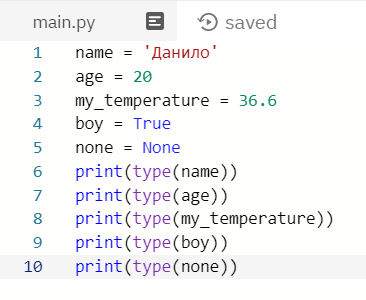 main.py saved
1 name = 'Данило'
2 age = 20
3 my_temperature = 36.6
4 boy = True
5 none = None
6 print(type(name))
7 print(type(age))
8 print(type(my_temperature))
9 print(type(boy))
10 print(type(none))